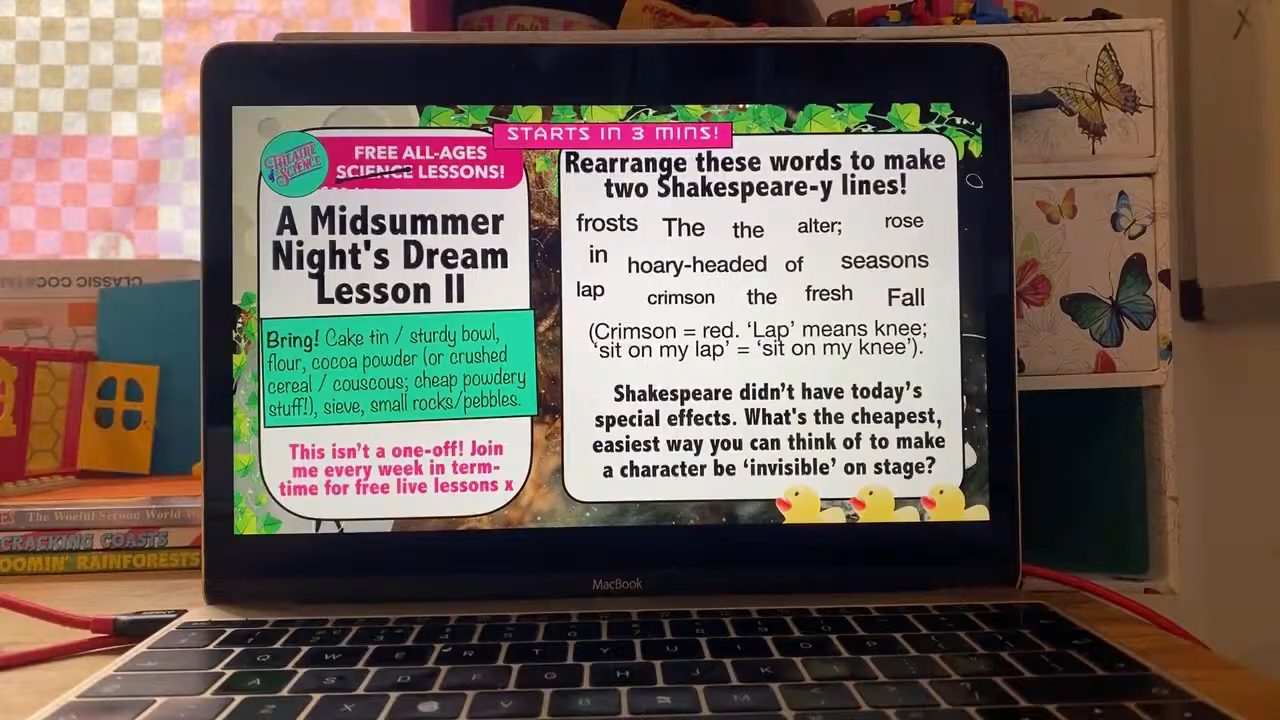 STARTS IN 3 MINS!
THEATRE
of SCIENCE
FREE ALL-AGES
SCIENCE LESSONS!
A Midsummer
Night's Dream
Lesson II
Bring! Cake tin / sturdy bowl,
flour, cocoa powder (or crushed
cereal / couscous; cheap powdery
stuff!), sieve, small rocks/pebbles.
This isn't a one-off! Join
me every week in term-
time for free live lessons x
Rearrange these words to make
two Shakespeare-y lines!
frosts The the alter; rose
in hoary-headed of seasons
lap crimson the fresh Fall
(Crimson = red. ‘Lap’ means knee;
‘sit on my lap’ = ‘sit on my knee’).
Shakespeare didn’t have today’s
special effects. What's the cheapest,
easiest way you can think of to make
a character be ‘invisible’ on stage?
MacBook
CLASSIC
The Woeful Second World W
CRACKING COASTS
OOMIN' RAINFORESTS
Q W E R T Y U I O P
A S D F G H J K L
Z X C V B N M